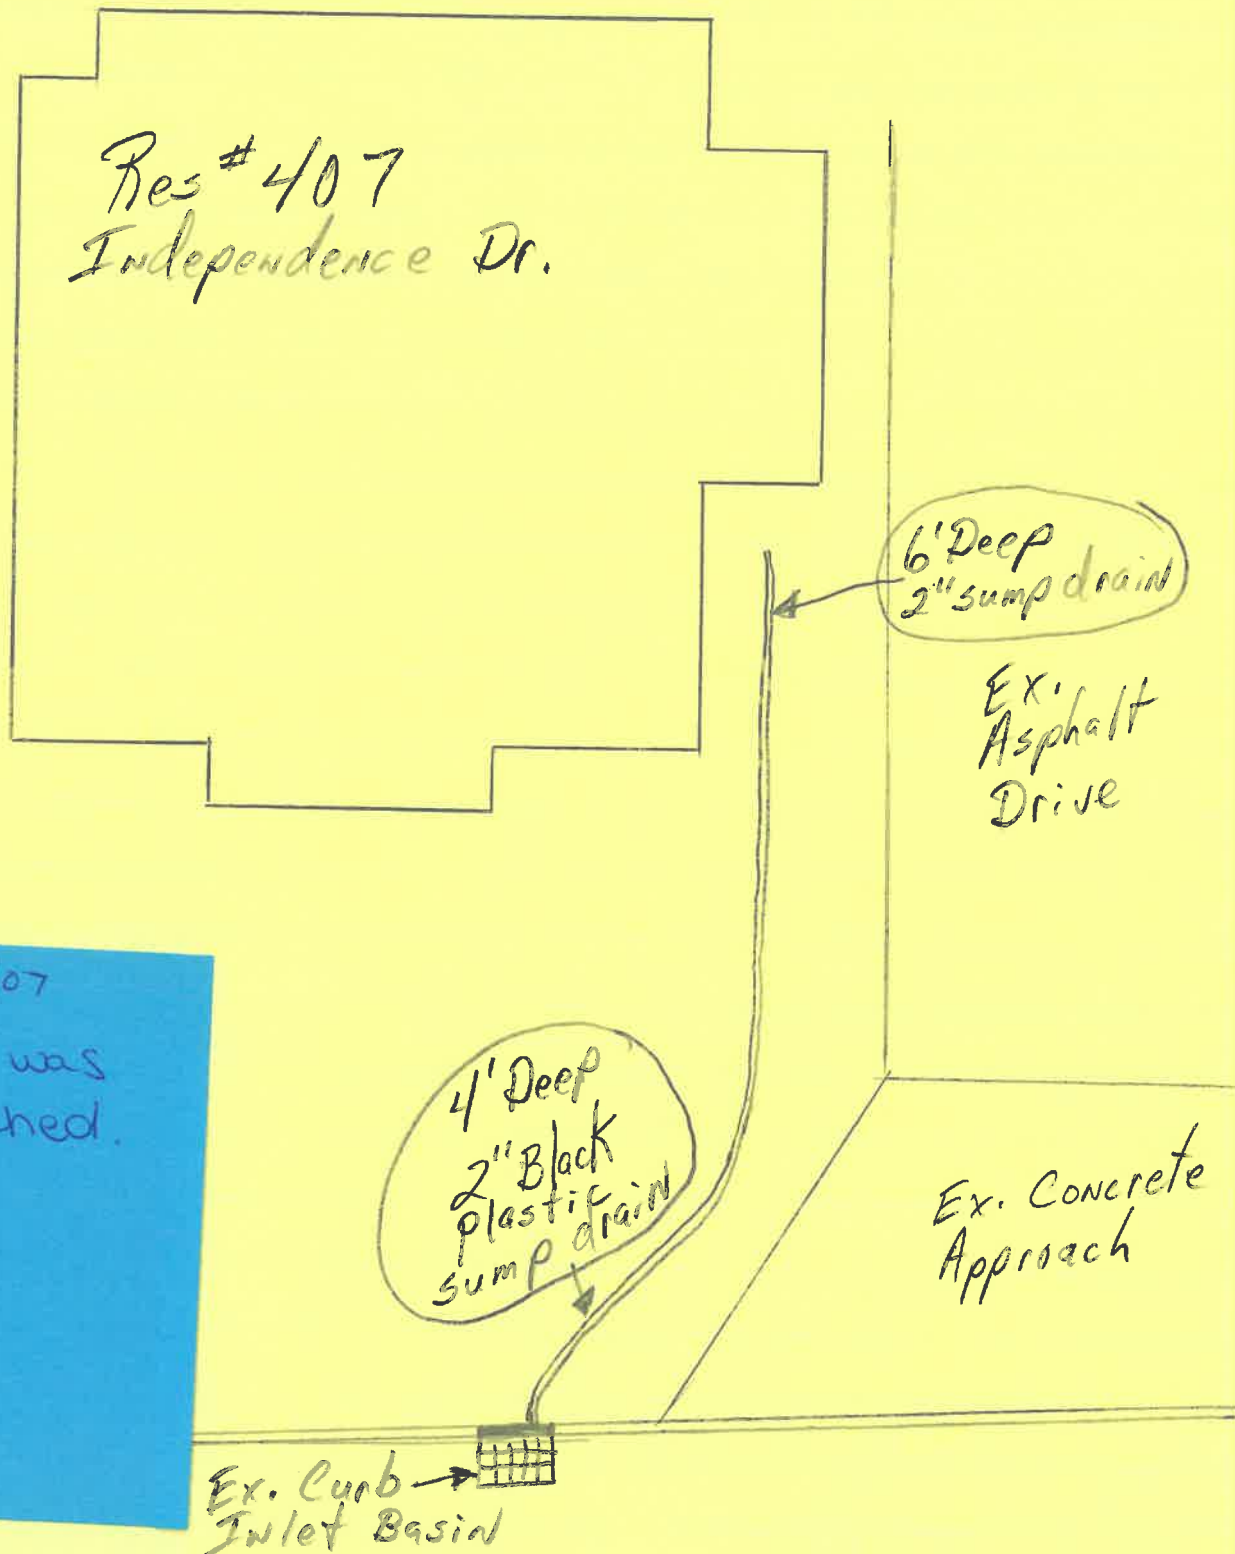 Res # 407
Independence Dr.
6' Deep
2" sump drain
Ex.
Asphalt
Drive
07
was
4' Deep
2" Black
plastic
sump drain
Ex. Concrete
Approach
Ex. Curb
Inlet Basin